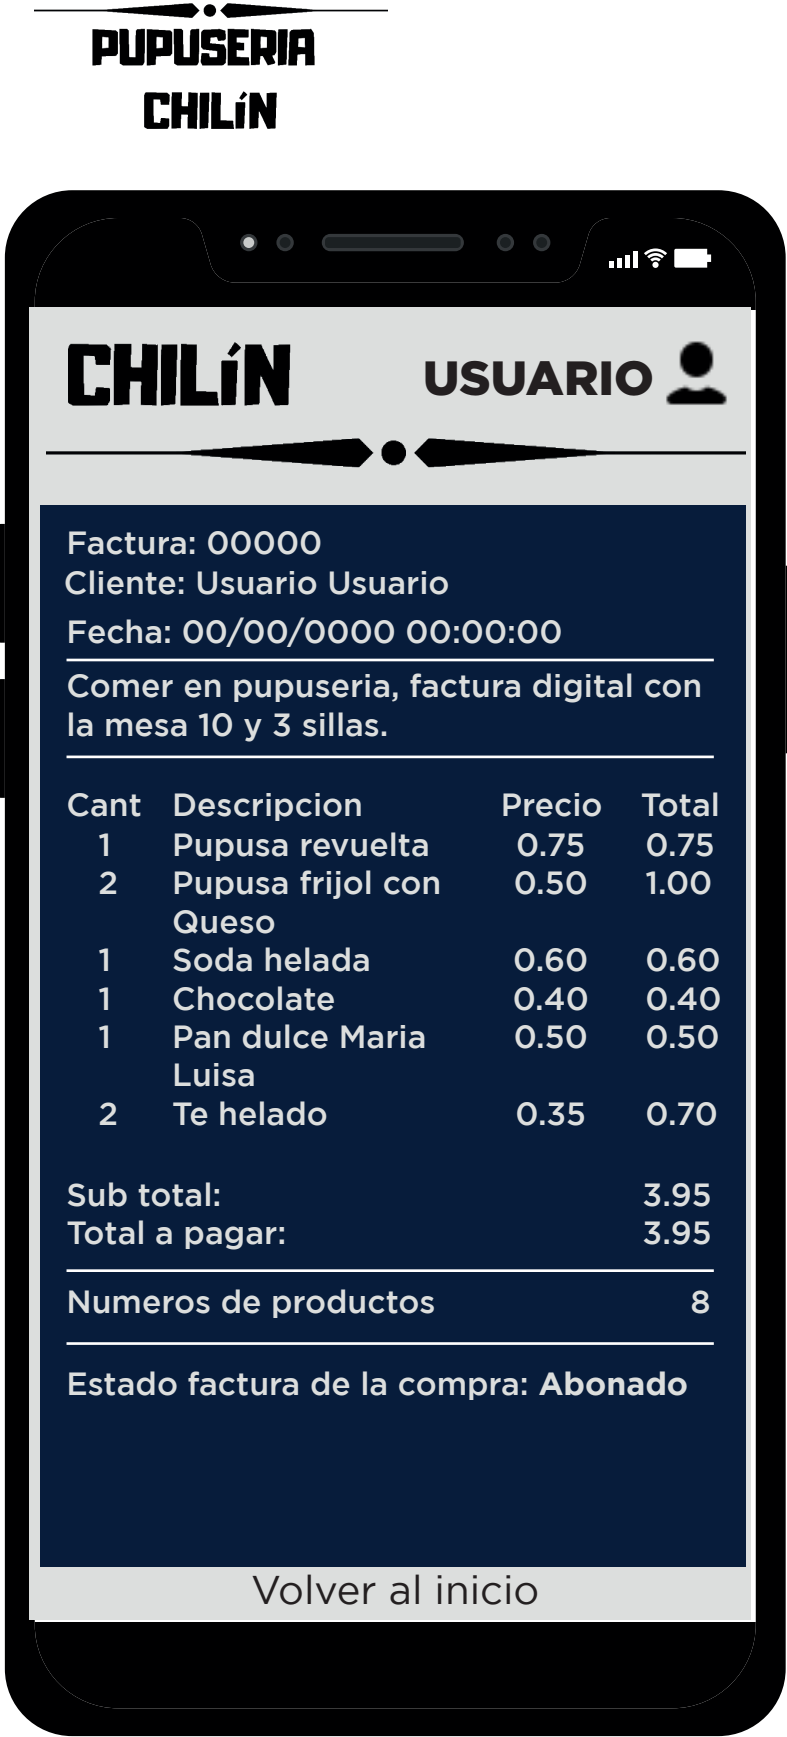 PUPUSERIA
CHILíN
CHILíN USUARIO
Factura: 00000
Cliente: Usuario Usuario
Fecha: 00/00/0000 00:00:00
Comer en pupuseria, factura digital con
la mesa 10 y 3 sillas.
Cant Descripcion Precio Total
1 Pupusa revuelta 0.75 0.75
2 Pupusa frijol con 0.50 1.00
Queso
1 Soda helada 0.60 0.60
1 Chocolate 0.40 0.40
1 Pan dulce Maria 0.50 0.50
Luisa
2 Te helado 0.35 0.70
Sub total: 3.95
Total a pagar: 3.95
Numeros de productos 8
Estado factura de la compra: Abonado
Volver al inicio